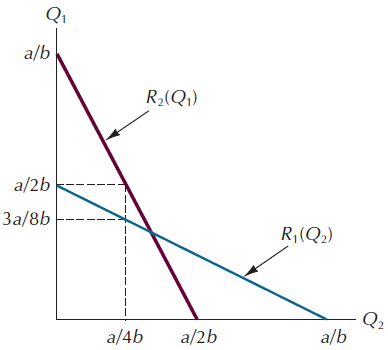 Q₁
a/b
R₂(Q₁)
a/2b
3a/8b
R₁(Q₂)
Q₂
a/4b
a/2b
a/b